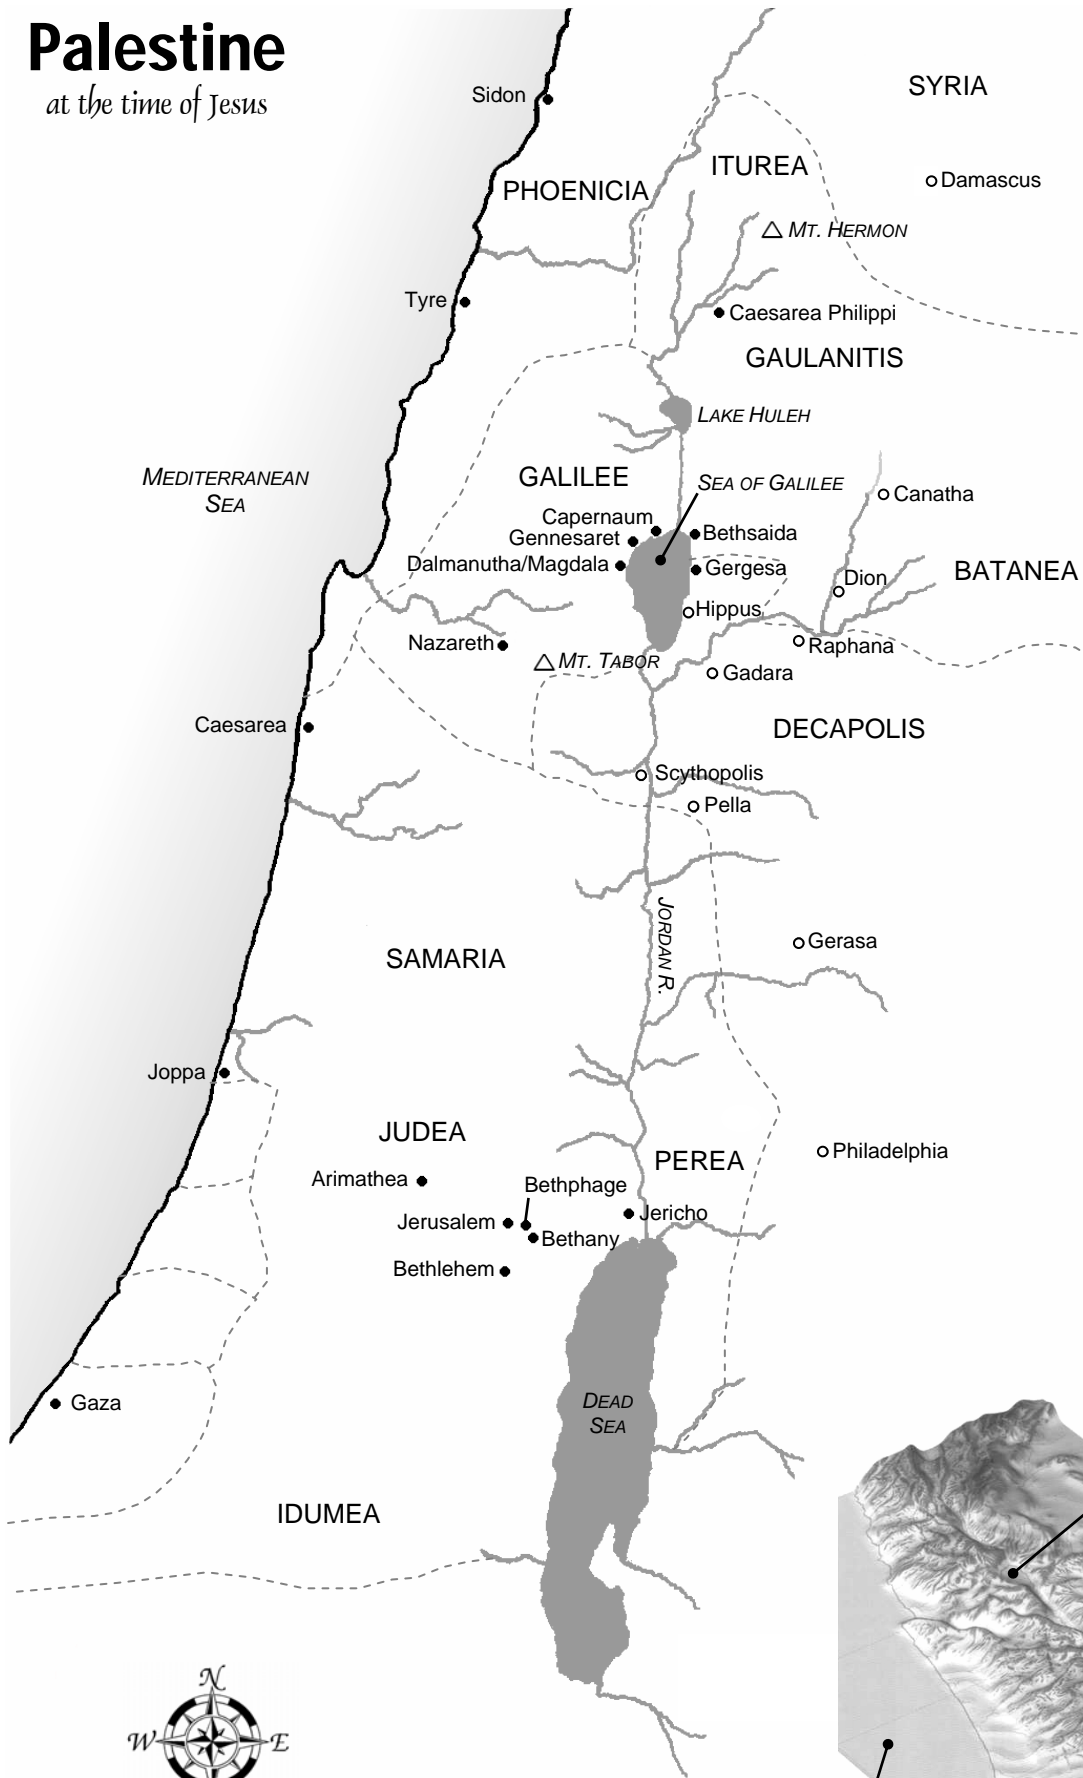 Palestine
at the time of Jesus
Sidon
SYRIA
ITUREA
PHOENICIA
Damascus
MT. HERMON
Tyre
Caesarea Philippi
GAULANITIS
LAKE HULEH
MEDITERRANEAN
SEA
GALILEE
SEA OF GALILEE
Canatha
Capernaum
Gennesaret
Bethsaida
Dalmanutha/Magdala
Gergesa
Dion
BATANEA
Hippus
Nazareth
Raphana
MT. TABOR
Gadara
Caesarea
DECAPOLIS
Scythopolis
Pella
JORDAN R.
Gerasa
SAMARIA
Joppa
JUDEA
Philadelphia
PEREA
Arimathea
Bethphage
Jerusalem
Jericho
Bethany
Bethlehem
DEAD
SEA
Gaza
IDUMEA
N
W
E